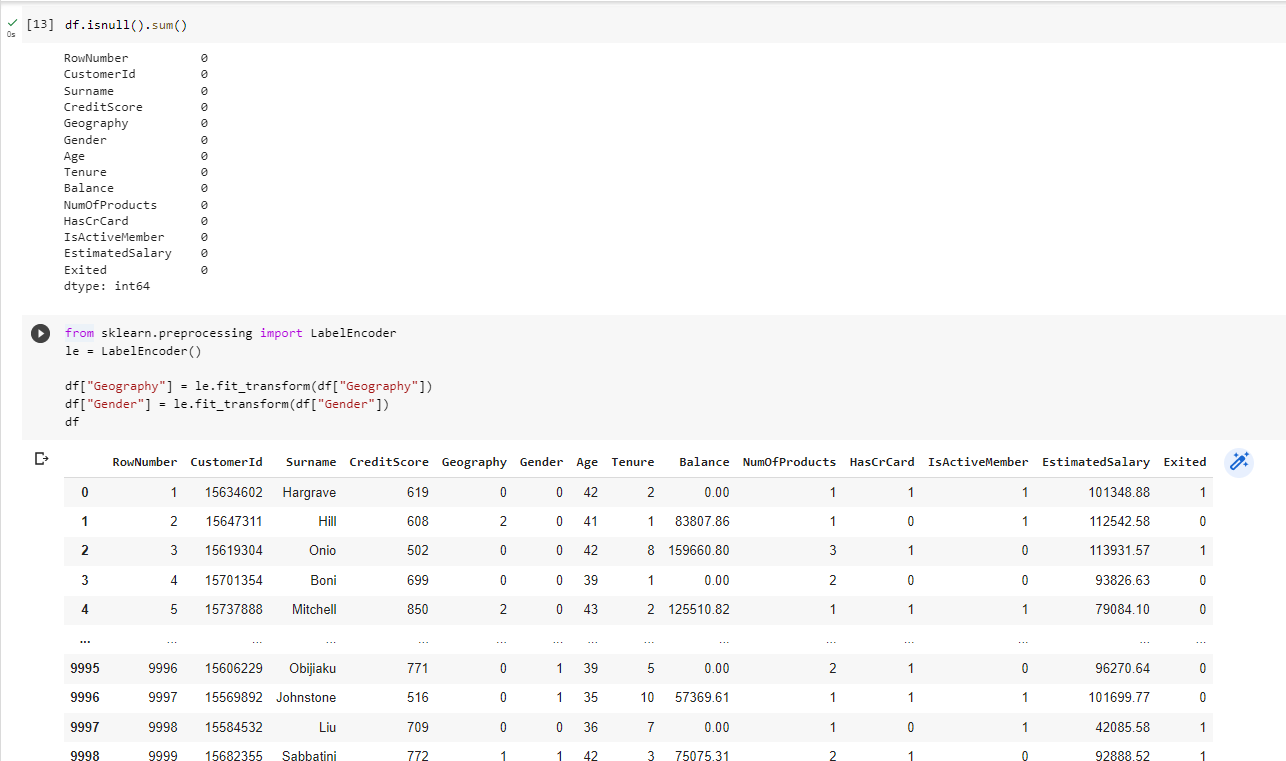 [13] df.isnull().sum()
0s
RowNumber 0
CustomerId 0
Surname 0
CreditScore 0
Geography 0
Gender 0
Age 0
Tenure 0
Balance 0
NumOfProducts 0
HasCrCard 0
IsActiveMember 0
EstimatedSalary 0
Exited 0
dtype: int64
from sklearn.preprocessing import LabelEncoder
le = LabelEncoder()
df["Geography"] = le.fit_transform(df["Geography"])
df["Gender"] = le.fit_transform(df["Gender"])
df
RowNumber CustomerId Surname CreditScore Geography Gender Age Tenure Balance NumOfProducts HasCrCard IsActiveMember EstimatedSalary Exited
0 1 15634602 Hargrave 619 0 0 42 2 0.00 1 1 1 101348.88 1
1 2 15647311 Hill 608 2 0 41 1 83807.86 1 0 1 112542.58 0
2 3 15619304 Onio 502 0 0 42 8 159660.80 3 1 0 113931.57 1
3 4 15701354 Boni 699 0 0 39 1 0.00 2 0 0 93826.63 0
4 5 15737888 Mitchell 850 2 0 43 2 125510.82 1 1 1 79084.10 0
... ... ... ... ... ... ... ... ... ... ... ... ... ... ...
9995 9996 15606229 Obijiaku 771 0 1 39 5 0.00 2 1 0 96270.64 0
9996 9997 15569892 Johnstone 516 0 1 35 10 57369.61 1 1 1 101699.77 0
9997 9998 15584532 Liu 709 0 0 36 7 0.00 1 0 1 42085.58 1
9998 9999 15682355 Sabbatini 772 1 1 42 3 75075.31 2 1 0 92888.52 1